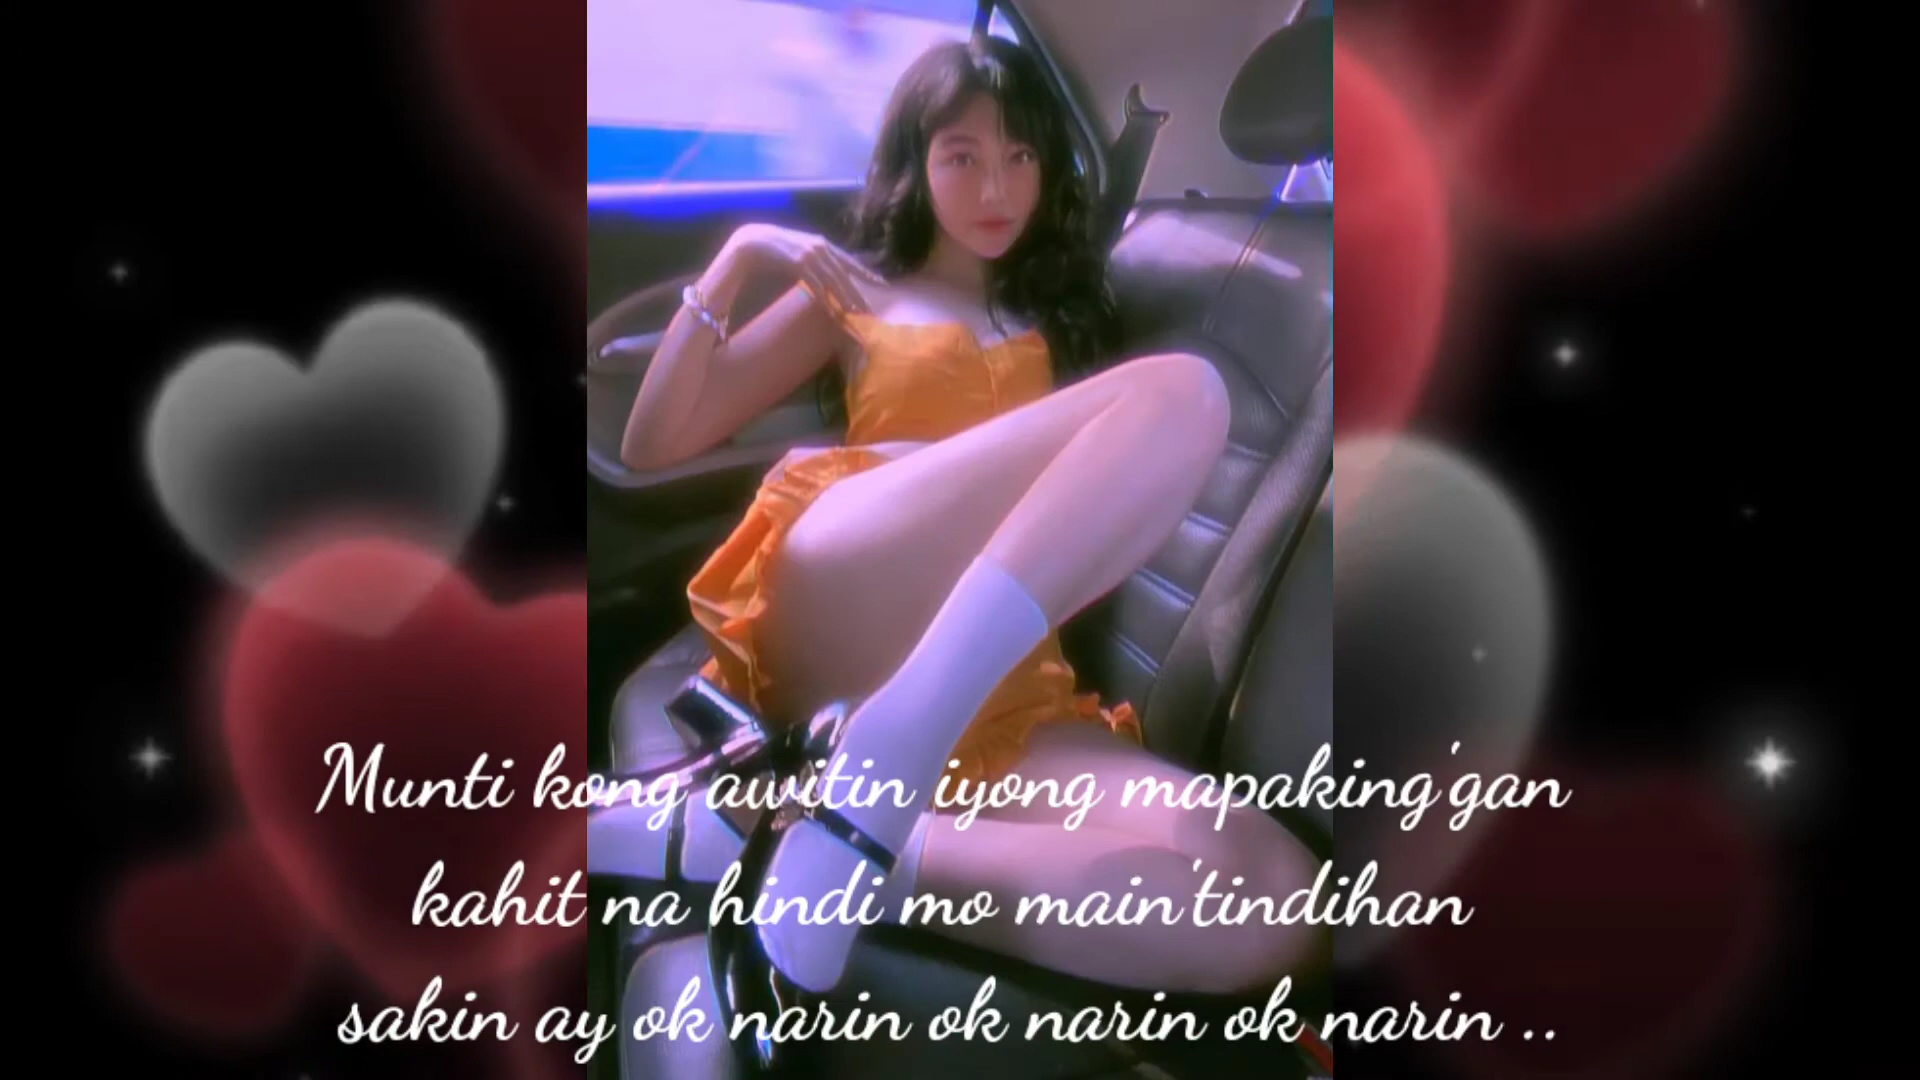 Munti kong awitin iyong mapaking'gan
kahit na hindi mo main'tindihan
sakin ay ok narin ok narin ok narin ..